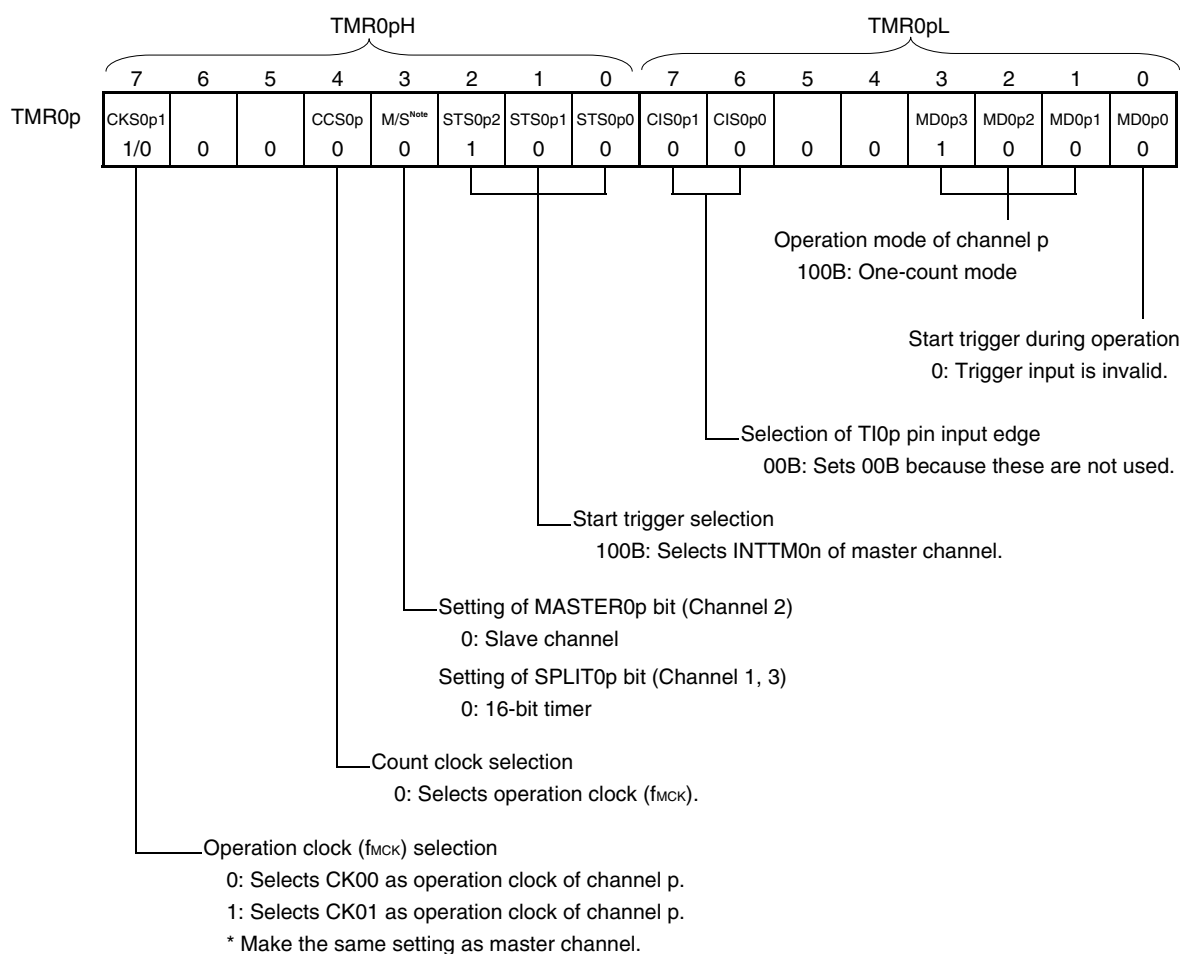 TMR0pH TMR0pL
7 6 5 4 3 2 1 0 7 6 5 4 3 2 1 0
TMR0p CKS0p1 CCS0p M/SNote STS0p2 STS0p1 STS0p0 CIS0p1 CIS0p0 MD0p3 MD0p2 MD0p1 MD0p0
1/0 0 0 0 0 1 0 0 0 0 0 0 1 0 0 0
Operation mode of channel p
100B: One-count mode
Start trigger during operation
0: Trigger input is invalid.
Selection of TI0p pin input edge
00B: Sets 00B because these are not used.
Start trigger selection
100B: Selects INTTM0n of master channel.
Setting of MASTER0p bit (Channel 2)
0: Slave channel
Setting of SPLIT0p bit (Channel 1, 3)
0: 16-bit timer
Count clock selection
0: Selects operation clock (fMCK).
Operation clock (fMCK) selection
0: Selects CK00 as operation clock of channel p.
1: Selects CK01 as operation clock of channel p.
* Make the same setting as master channel.